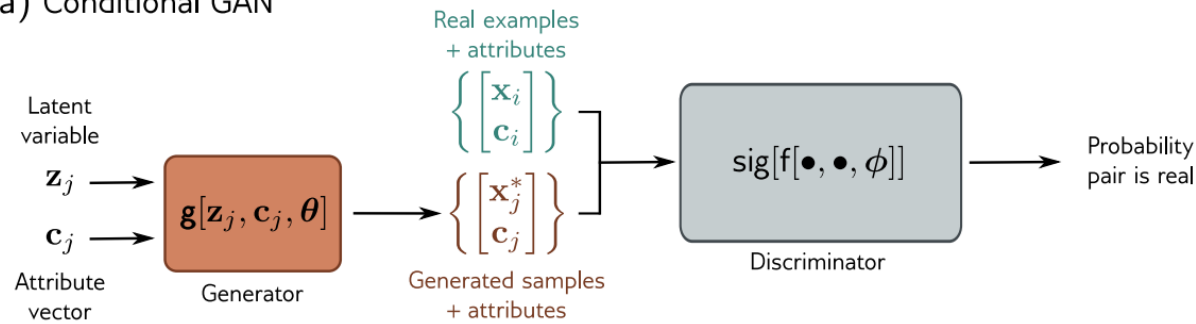 a) Conditional GAN
Real examples
+ attributes
{[x_i
c_i]}
Latent
variable
z_j
c_j
Attribute
vector
g[z_j, c_j, θ]
Generator
{[x_j^*
c_j]}
Generated samples
+ attributes
sig[f[•, •, ϕ]]
Discriminator
Probability
pair is real